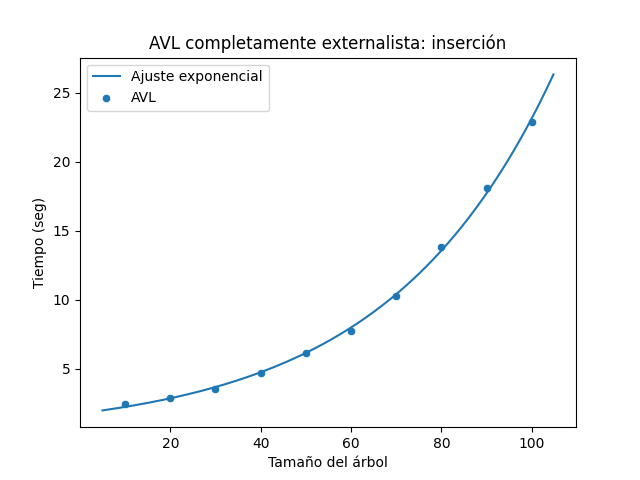 AVL completamente externalista: inserción
Ajuste exponencial
AVL
25
20
15
10
5
Tiempo (seg)
20 40 60 80 100
Tamaño del árbol